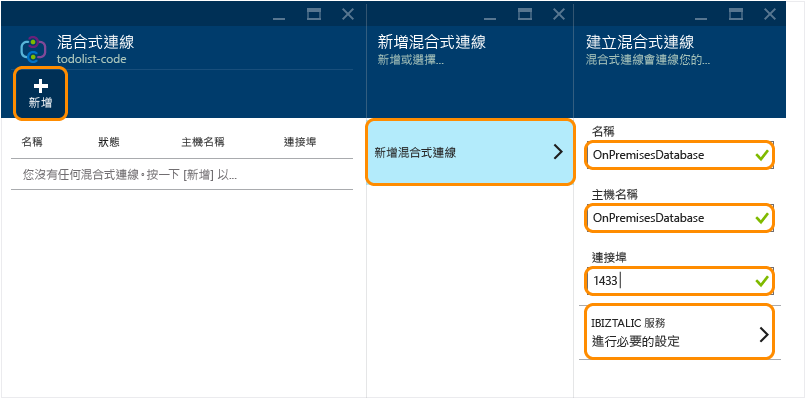 混合式連線
todolist-code
新增
名稱 狀態 主機名稱 連接埠
您沒有任何混合式連線。按一下 [新增] 以...
新增混合式連線
新增或選擇...
新增混合式連線
建立混合式連線
混合式連線會連線您的...
名稱
OnPremisesDatabase
主機名稱
OnPremisesDatabase
連接埠
1433
IBIZTALIC 服務
進行必要的設定